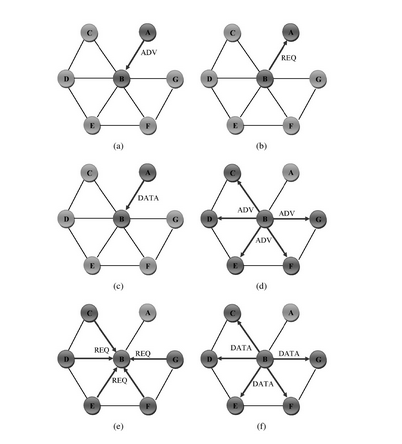 C A C A
ADV REQ
D B G D B G
E F E F
(a) (b)
C A C A
DATA ADV ADV
D B G D B G
ADV
E F E F
(c) (d)
C A C A
REQ REQ DATA DATA
D B G D B G
REQ DATA
E F E F
(e) (f)